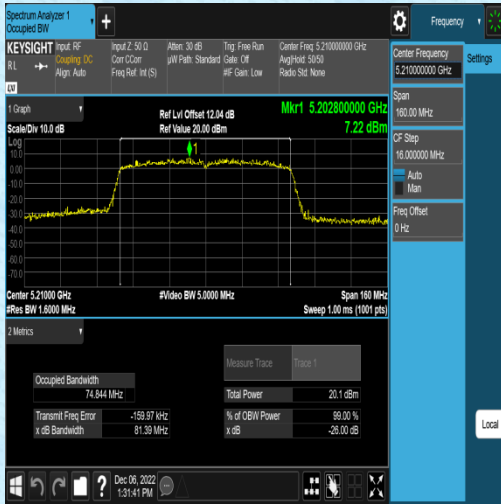 Spectrum Analyzer 1
Occupied BW
Frequency
KEYSIGHT
RL
Input: RF
Coupling: DC
Align: Auto
Input Z: 50 Ω
Corr CCorr
Freq Ref: Int (S)
Atten: 30 dB
µW Path: Standard
Trig: Free Run
Gate: Off
#IF Gain: Low
Center Freq: 5.210000000 GHz
Avg|Hold: 50/50
Radio Std: None
LXI
Center Frequency
5.210000000 GHz
Settings
Span
160.00 MHz
CF Step
16.000000 MHz
Auto
Man
Freq Offset
0 Hz
Local
1 Graph
Scale/Div 10.0 dB
Ref Lvl Offset 12.04 dB
Ref Value 20.00 dBm
Mkr1 5.202800000 GHz
7.22 dBm
Log
10.0
0.00
-10.0
-20.0
-30.0
-40.0
-50.0
-60.0
-70.0
1
Center 5.21000 GHz
#Res BW 1.6000 MHz
#Video BW 5.0000 MHz
Span 160 MHz
Sweep 1.00 ms (1001 pts)
2 Metrics
Measure Trace
Trace 1
Occupied Bandwidth
74.844 MHz
Total Power
20.1 dBm
Transmit Freq Error
-159.97 kHz
% of OBW Power
99.00 %
x dB Bandwidth
81.39 MHz
x dB
-26.00 dB
?
Dec 06, 2022
1:31:41 PM